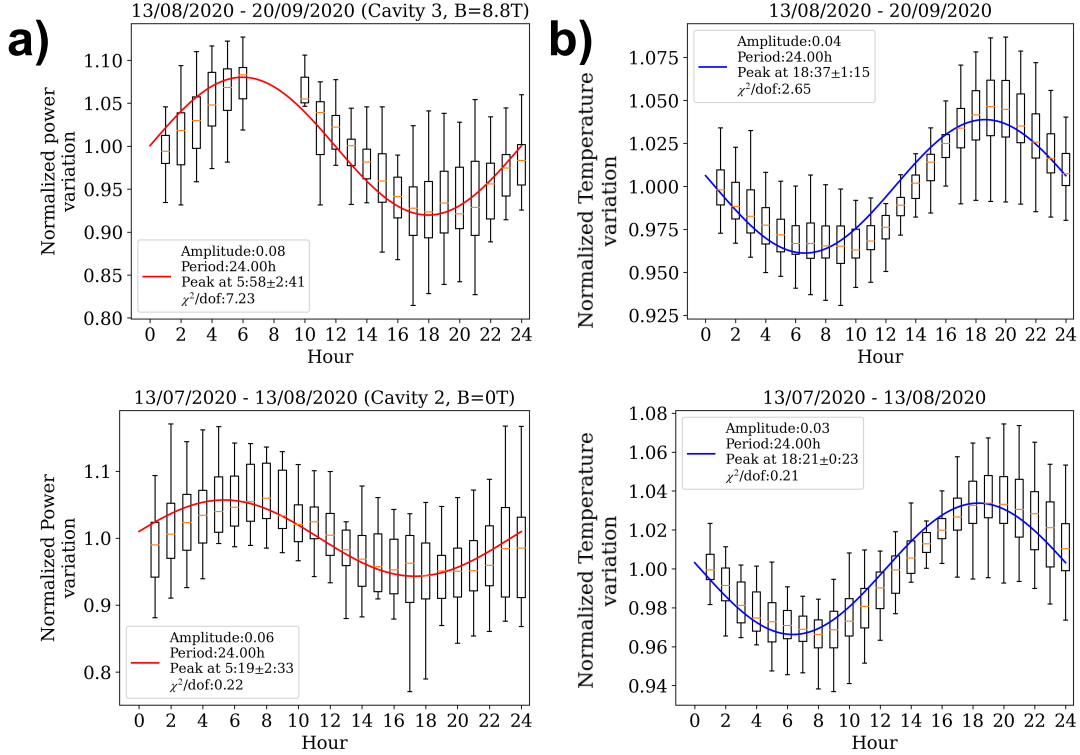 a)
13/08/2020 - 20/09/2020 (Cavity 3, B=8.8T)
Normalized power
variation
1.10
1.05
1.00
0.95
0.90
0.85
0.80
Amplitude:0.08
Period:24.00h
Peak at 5:58±2:41
χ²/dof:7.23
0 2 4 6 8 10 12 14 16 18 20 22 24
Hour
b)
13/08/2020 - 20/09/2020
Normalized Temperature
variation
1.075
1.050
1.025
1.000
0.975
0.950
0.925
Amplitude:0.04
Period:24.00h
Peak at 18:37±1:15
χ²/dof:2.65
0 2 4 6 8 10 12 14 16 18 20 22 24
Hour
13/07/2020 - 13/08/2020 (Cavity 2, B=0T)
Normalized Power
variation
1.1
1.0
0.9
0.8
Amplitude:0.06
Period:24.00h
Peak at 5:19±2:33
χ²/dof:0.22
0 2 4 6 8 10 12 14 16 18 20 22 24
Hour
13/07/2020 - 13/08/2020
Normalized Temperature
variation
1.08
1.06
1.04
1.02
1.00
0.98
0.96
0.94
Amplitude:0.03
Period:24.00h
Peak at 18:21±0:23
χ²/dof:0.21
0 2 4 6 8 10 12 14 16 18 20 22 24
Hour